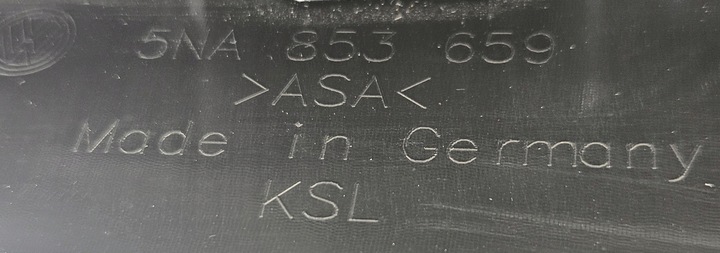 5NA 853 659
>ASA<
Made in Germany
KSL